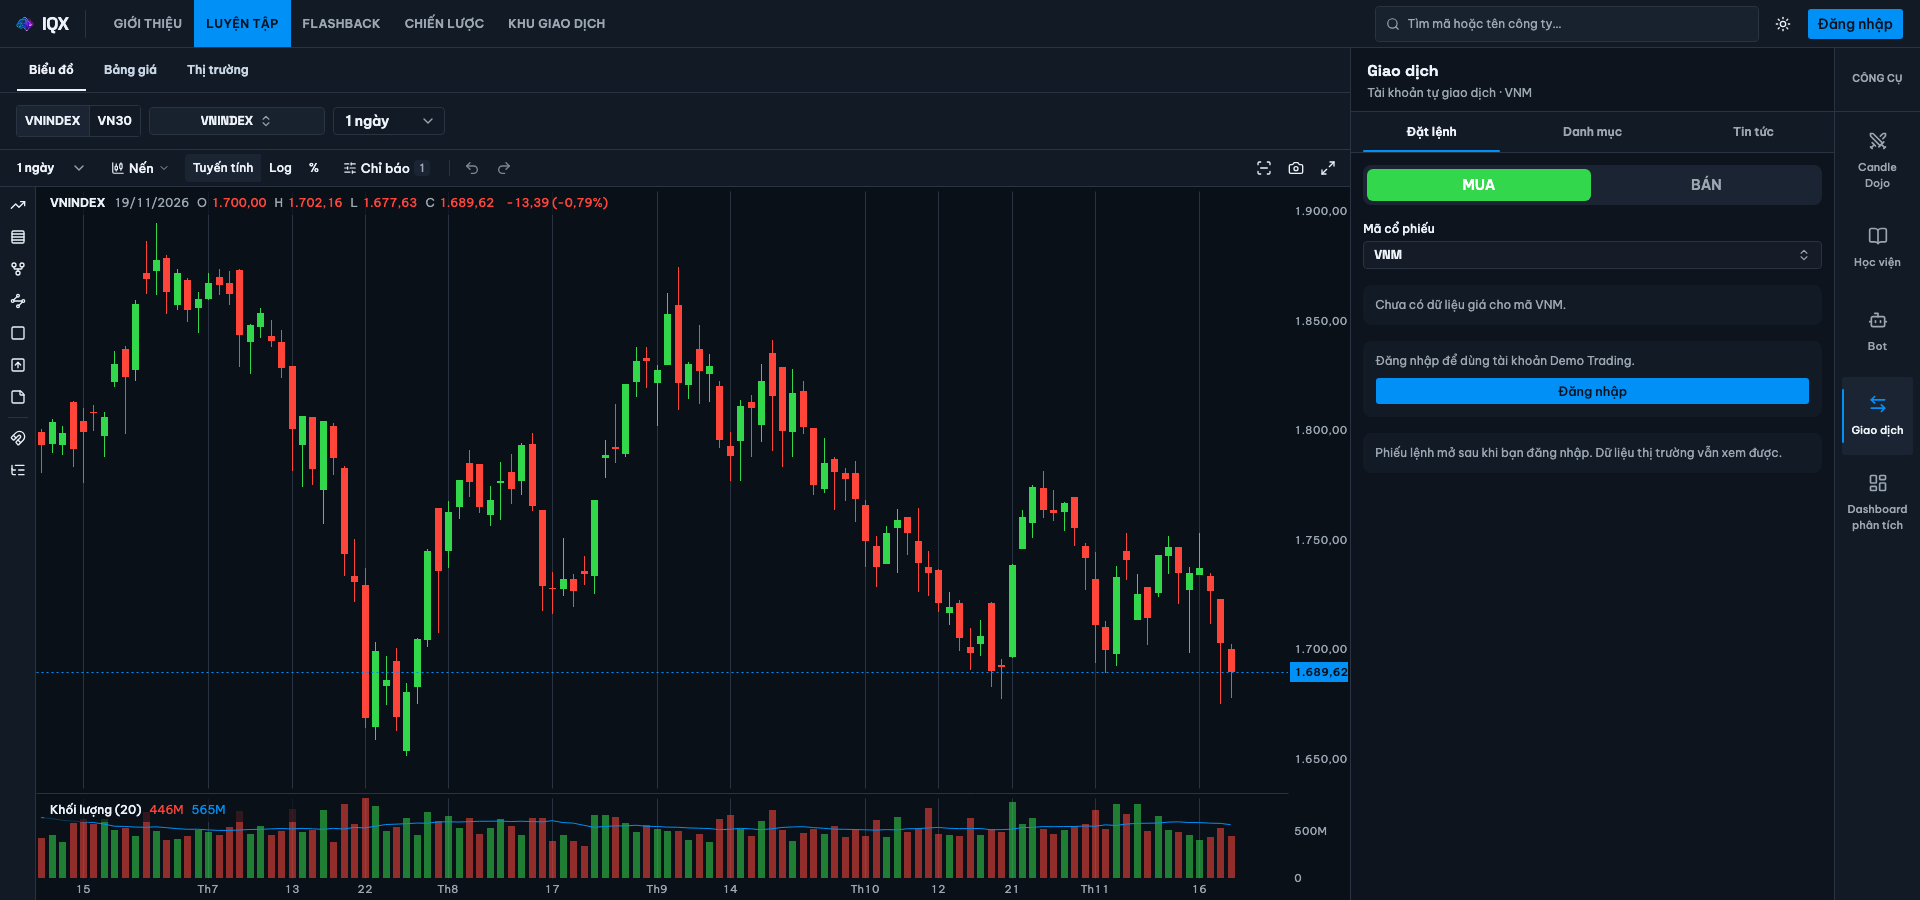 IQX
GIỚI THIỆU
LUYỆN TẬP
FLASHBACK
CHIẾN LƯỢC
KHU GIAO DỊCH
Tìm mã hoặc tên công ty...
Đăng nhập
Biểu đồ
Bảng giá
Thị trường
VNINDEX
VN30
VNINDEX
1 ngày
1 ngày
Nến
Tuyến tính
Log
%
Chỉ báo 1
VNINDEX 19/11/2026 O 1.700,00 H 1.702,16 L 1.677,63 C 1.689,62 -13,39 (-0,79%)
1.900,00
1.850,00
1.800,00
1.750,00
1.700,00
1.689,62
1.650,00
Khối lượng (20) 446M 565M
500M
0
15
Th7
13
22
Th8
17
Th9
14
Th10
12
21
Th11
16
Giao dịch
Tài khoản tự giao dịch · VNM
Đặt lệnh
Danh mục
Tin tức
MUA
BÁN
Mã cổ phiếu
VNM
Chưa có dữ liệu giá cho mã VNM.
Đăng nhập để dùng tài khoản Demo Trading.
Đăng nhập
Phiếu lệnh mở sau khi bạn đăng nhập. Dữ liệu thị trường vẫn xem được.
CÔNG CỤ
Candle
Dojo
Học viện
Bot
Giao dịch
Dashboard
phân tích